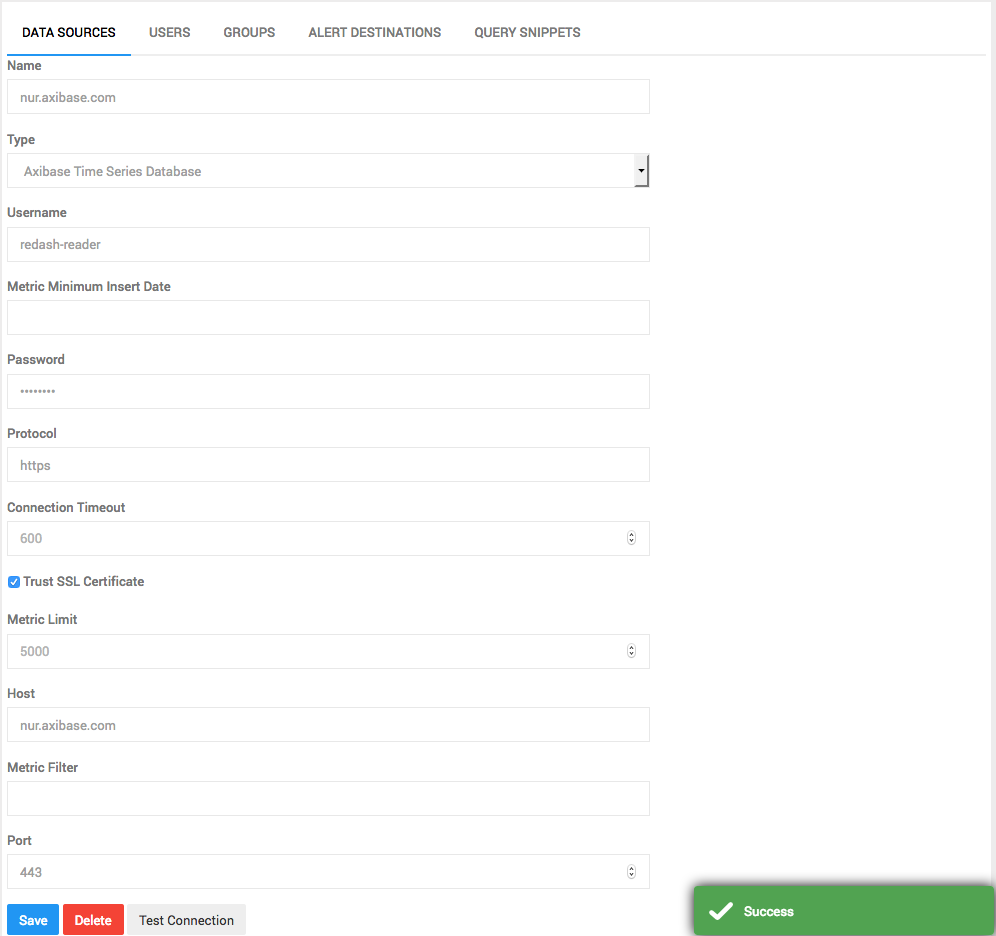 DATA SOURCES USERS GROUPS ALERT DESTINATIONS QUERY SNIPPETS
Name
nur.axibase.com
Type
Axibase Time Series Database
Username
redash-reader
Metric Minimum Insert Date
Password
••••••••
Protocol
https
Connection Timeout
600
Trust SSL Certificate
Metric Limit
5000
Host
nur.axibase.com
Metric Filter
Port
443
Save Delete Test Connection
Success